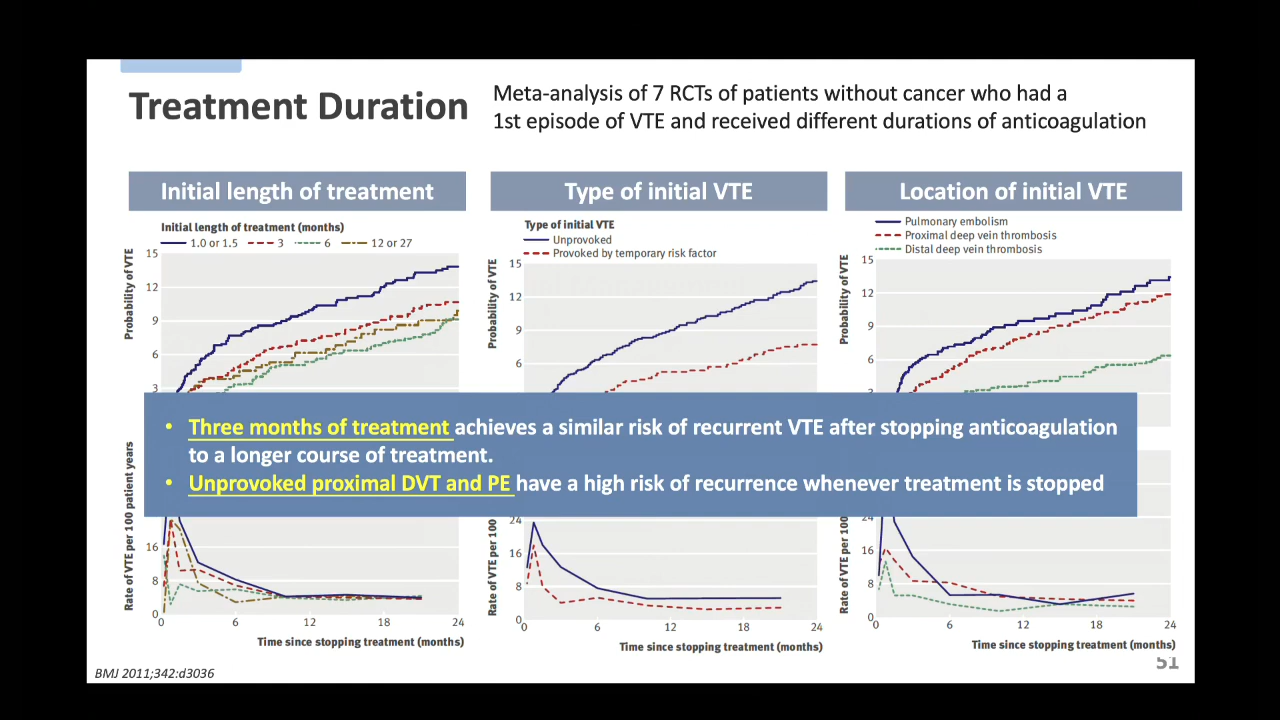 Treatment Duration
Meta-analysis of 7 RCTs of patients without cancer who had a
1st episode of VTE and received different durations of anticoagulation
Initial length of treatment
Type of initial VTE
Location of initial VTE
Initial length of treatment (months)
1.0 or 1.5 3 6 12 or 27
Probability of VTE
15
12
9
6
3
Type of initial VTE
Unprovoked
Provoked by temporary risk factor
Probability of VTE
15
12
9
6
Pulmonary embolism
Proximal deep vein thrombosis
Distal deep vein thrombosis
Probability of VTE
15
12
9
6
3
• Three months of treatment achieves a similar risk of recurrent VTE after stopping anticoagulation
to a longer course of treatment.
• Unprovoked proximal DVT and PE have a high risk of recurrence whenever treatment is stopped
Rate of VTE per 100 patient years
16
8
0
0 6 12 18 24
Time since stopping treatment (months)
Rate of VTE per 100
24
16
8
0
0 6 12 18 24
Time since stopping treatment (months)
Rate of VTE per 100
24
16
8
0
0 6 12 18 24
Time since stopping treatment (months)
51
BMJ 2011;342:d3036